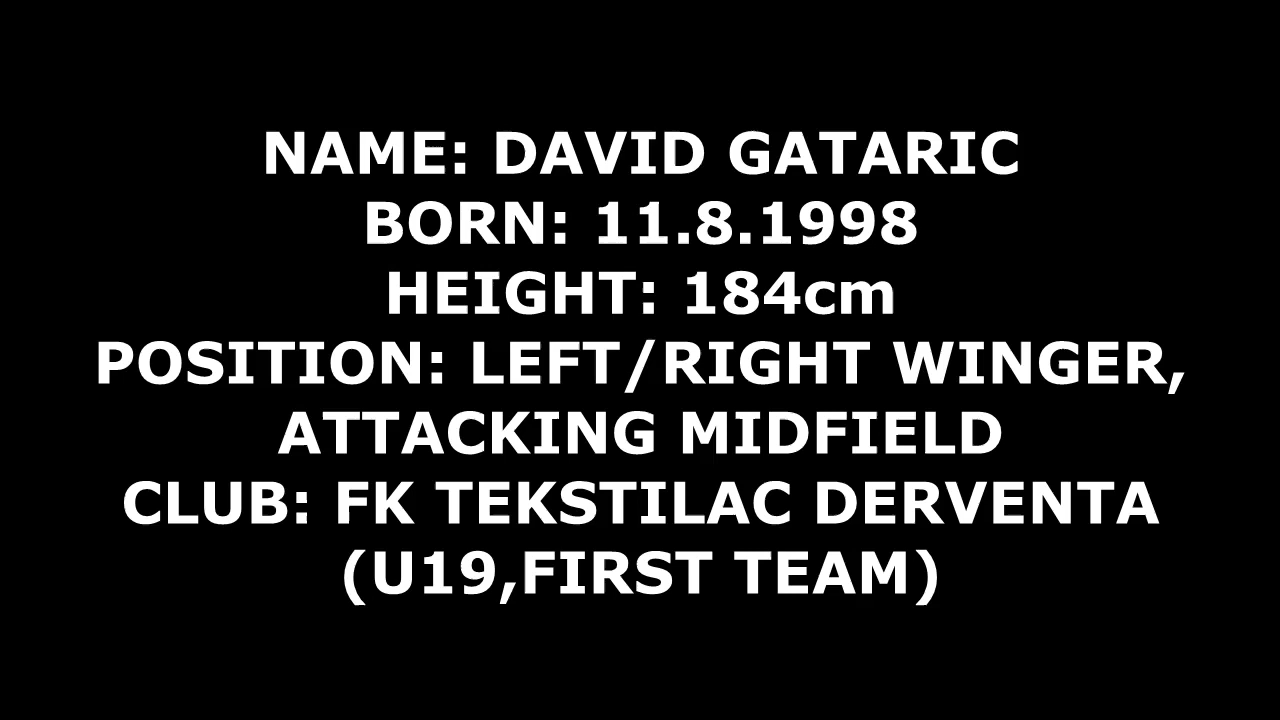 NAME: DAVID GATARIC
BORN: 11.8.1998
HEIGHT: 184cm
POSITION: LEFT/RIGHT WINGER,
ATTACKING MIDFIELD
CLUB: FK TEKSTILAC DERVENTA
(U19,FIRST TEAM)